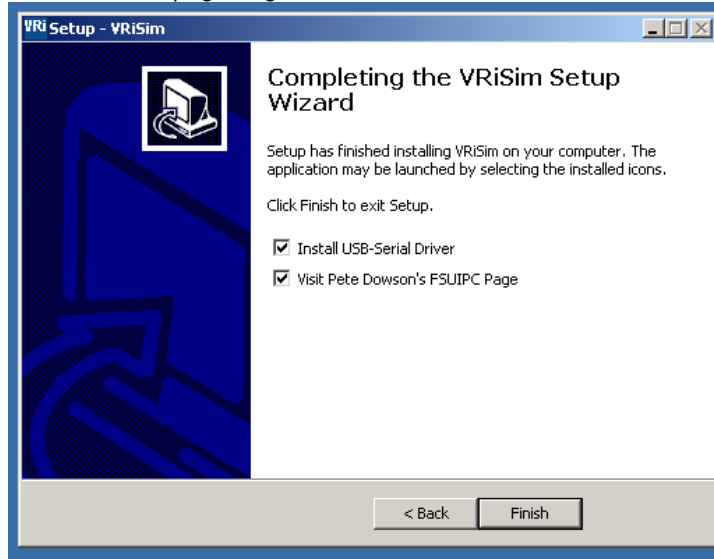 VRi Setup - VRiSim
Completing the VRiSim Setup
Wizard
Setup has finished installing VRiSim on your computer. The
application may be launched by selecting the installed icons.
Click Finish to exit Setup.
Install USB-Serial Driver
Visit Pete Dowson's FSUIPC Page
< Back
Finish